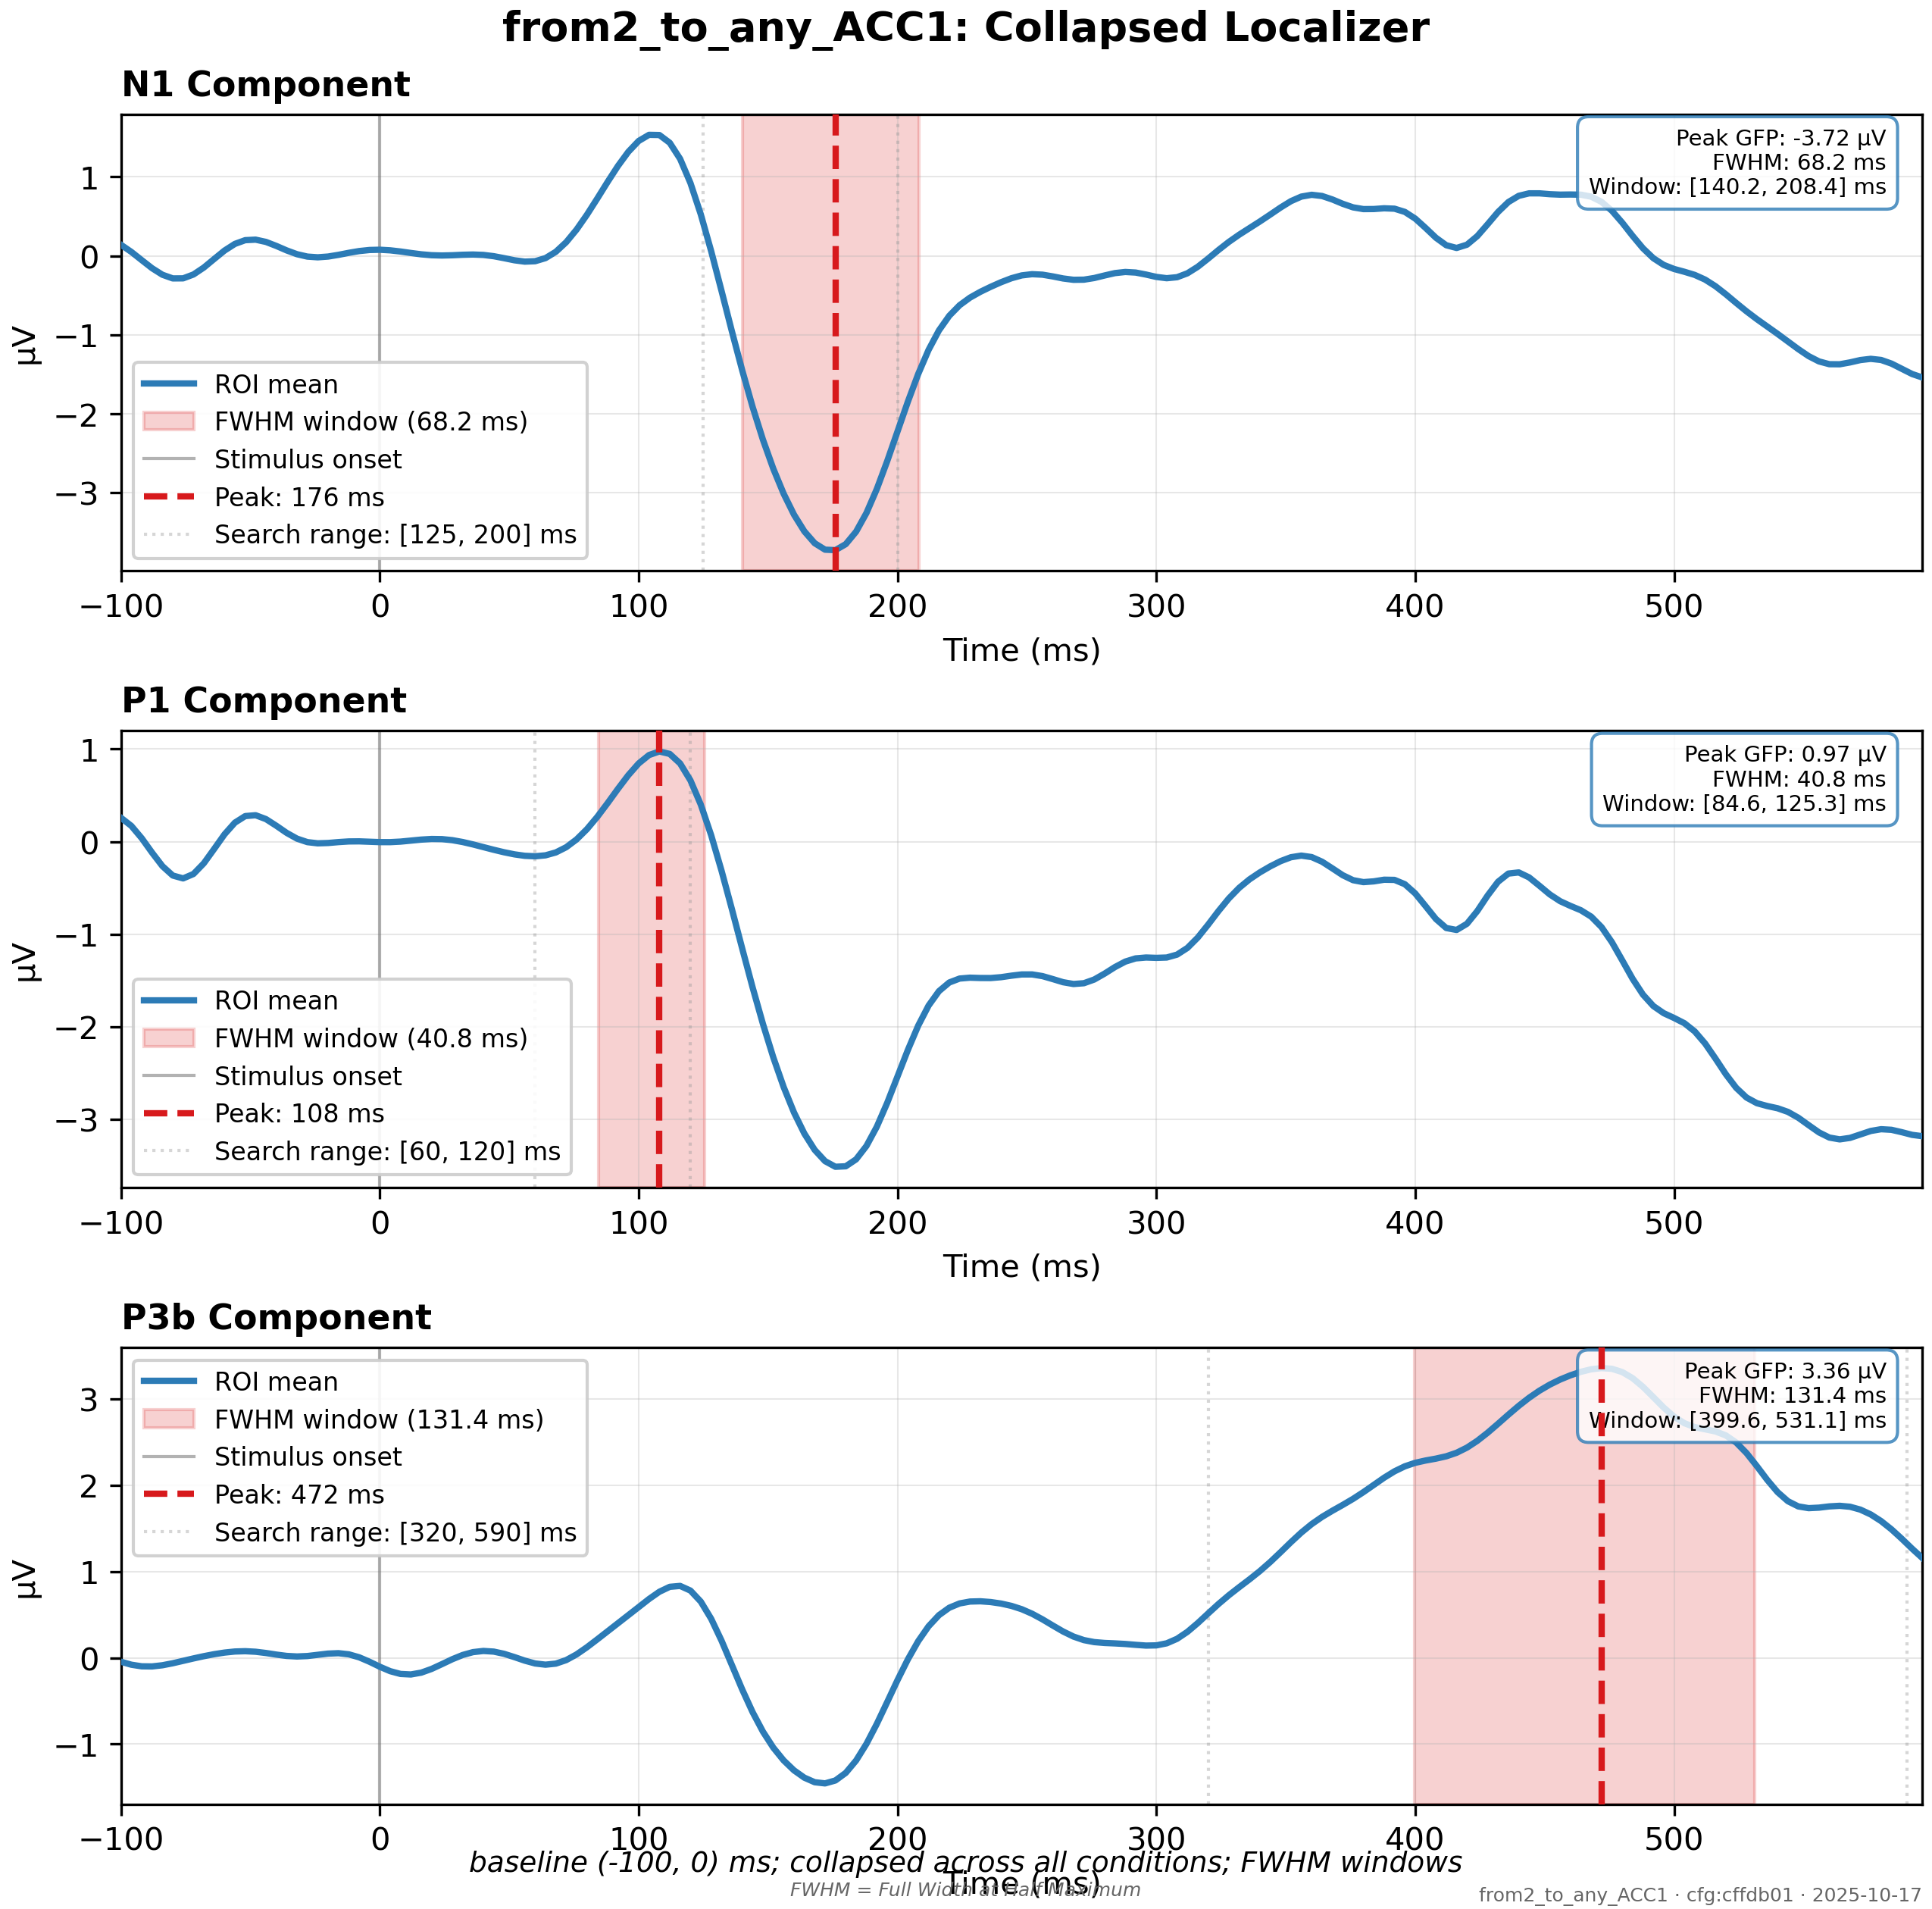 from2_to_any_ACC1: Collapsed Localizer
N1 Component
Peak GFP: -3.72 µV
FWHM: 68.2 ms
Window: [140.2, 208.4] ms
1
0
−1
−2
−3
µV
ROI mean
FWHM window (68.2 ms)
Stimulus onset
Peak: 176 ms
Search range: [125, 200] ms
−100 0 100 200 300 400 500
Time (ms)
P1 Component
Peak GFP: 0.97 µV
FWHM: 40.8 ms
Window: [84.6, 125.3] ms
1
0
−1
−2
−3
µV
ROI mean
FWHM window (40.8 ms)
Stimulus onset
Peak: 108 ms
Search range: [60, 120] ms
−100 0 100 200 300 400 500
Time (ms)
P3b Component
Peak GFP: 3.36 µV
FWHM: 131.4 ms
Window: [399.6, 531.1] ms
ROI mean
FWHM window (131.4 ms)
Stimulus onset
Peak: 472 ms
Search range: [320, 590] ms
3
2
1
0
−1
µV
−100 0 100 200 300 400 500
baseline (-100, 0) ms; collapsed across all conditions; FWHM windows
Time (ms)
FWHM = Full Width at Half Maximum
from2_to_any_ACC1 · cfg:cffdb01 · 2025-10-17